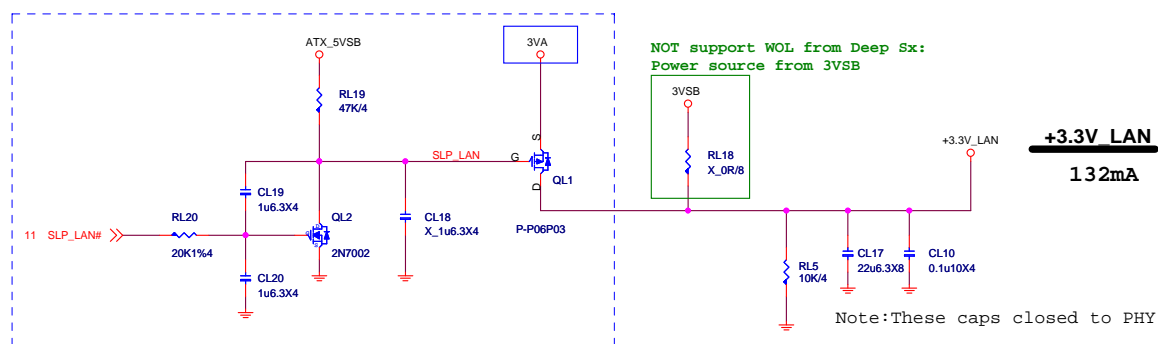 ATX_5VSB
3VA
RL19
47K/4
NOT support WOL from Deep Sx:
Power source from 3VSB
3VSB
RL18
X_0R/8
+3.3V_LAN
+3.3V_LAN
132mA
SLP_LAN
G
S
D
QL1
P-P06P03
CL19
1u6.3X4
RL20
20K1%4
11 SLP_LAN#
QL2
2N7002
CL18
X_1u6.3X4
CL20
1u6.3X4
RL5
10K/4
CL17
22u6.3X8
CL10
0.1u10X4
Note:These caps closed to PHY